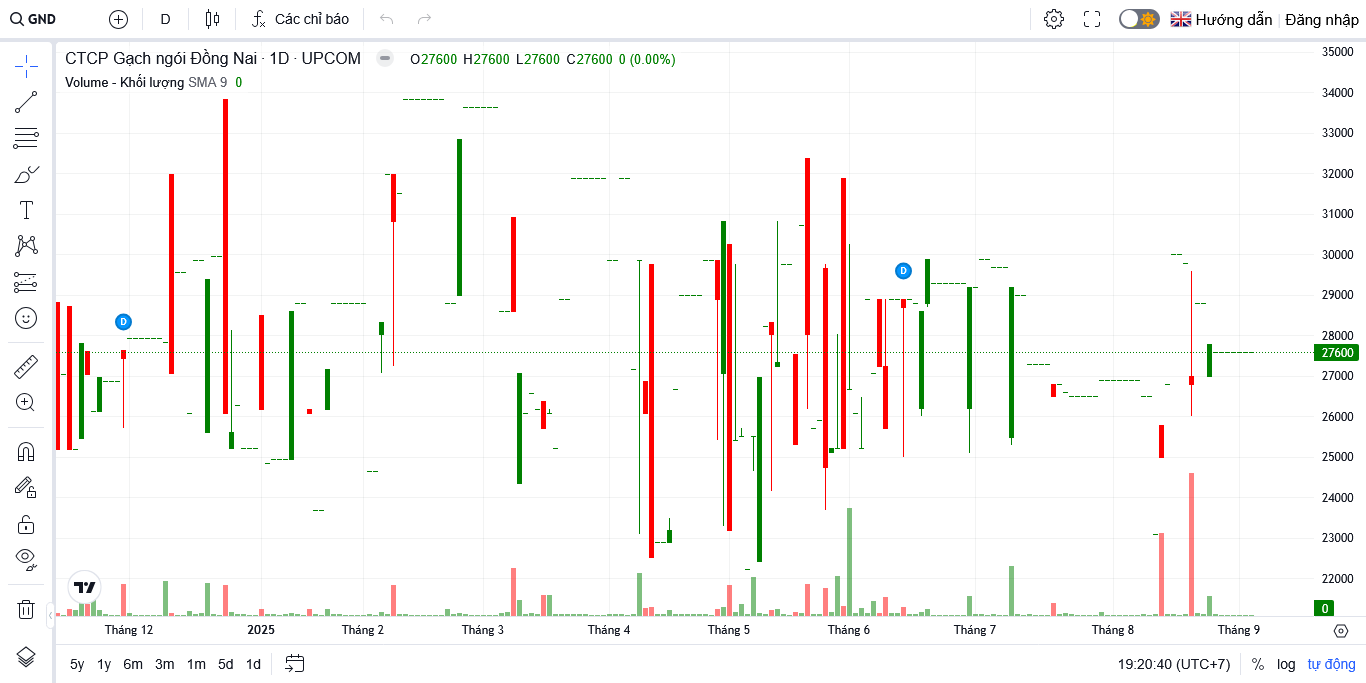 GND D Các chỉ báo Hướng dẫn Đăng nhập
CTCP Gạch ngói Đồng Nai · 1D · UPCOM O27600 H27600 L27600 C27600 0 (0.00%)
Volume - Khối lượng SMA 9 0
35000
34000
33000
32000
31000
30000
29000
28000
27600
27000
26000
25000
24000
23000
22000
0
D
D
Tháng 12 2025 Tháng 2 Tháng 3 Tháng 4 Tháng 5 Tháng 6 Tháng 7 Tháng 8 Tháng 9
5y 1y 6m 3m 1m 5d 1d 19:20:40 (UTC+7) % log tự động